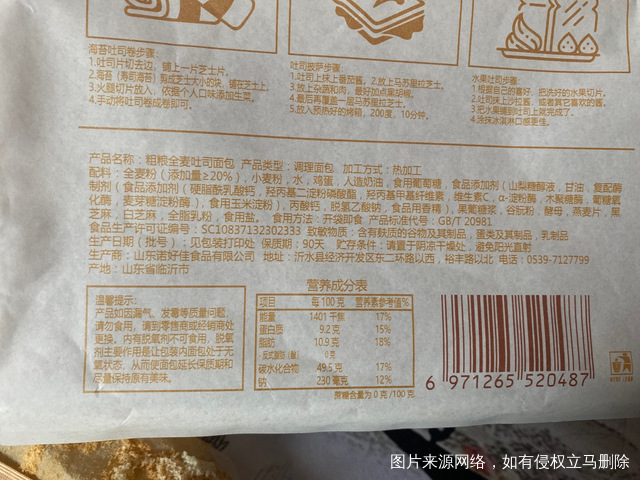 海苔吐司卷步骤:
1.吐司片切去边，铺上一片芝士片。
2.海苔（寿司海苔）剪成芝士大小的块，铺在芝士上。
3.火腿切片放入，依据个人口味添加生菜。
4.手动将吐司卷成卷即可。
吐司披萨步骤:
1.吐司上抹上番茄酱。2.放上马苏里拉芝士。
3.放上杂蔬和肉，最好加点黑胡椒。
4.最后再覆盖一层马苏里拉芝士。
5.放入预热好的烤箱，200度，10分钟。
水果吐司步骤:
1根据自己的喜好，把洗好的水果切片。
2.吐司抹上沙拉酱，或者其它喜欢的酱。
3.把水果摆到吐司上就完成了。
4.涂抹冰淇淋口感更佳。
产品名称：粗粮全麦吐司面包 产品类型：调理面包 加工方式：热加工
配料：全麦粉（添加量≥20%），小麦粉，水，鸡蛋，人造奶油，食用葡萄糖，食品添加剂（山梨糖醇液，甘油，复配酶
制剂（食品添加剂（硬脂酰乳酸钙，羟丙基二淀粉磷酸酯，羟丙基甲基纤维素，维生素C，α-淀粉酶，木聚糖酶，葡糖氧
化酶，麦芽糖淀粉酶），食用玉米淀粉），丙酸钙，脱氢乙酸钠，食品用香精），果葡糖浆，谷朊粉，酵母，燕麦片，黑
芝麻，白芝麻，全脂乳粉，食用盐。 食用方法：开袋即食 产品标准代号：GB/T 20981
食品生产许可证编号：SC10837132302333 致敏物质：含有麸质的谷物及其制品，蛋类及其制品，乳制品
生产日期（批号）：见包装打印处 保质期：90天 贮存条件：请置于阴凉干燥处，避免阳光直射
商：山东诺好佳食品有限公司 地址：沂水县经济开发区东二环路以西，裕丰路以北 电话：0539-7127799
产地：山东省临沂市
温馨提示:
产品如因漏气、发霉等质量问题,
请勿食用，请到零售商或经销商处
更换。内有脱氧剂不可食用，脱氧
剂主要作用是让包装内面包处于无
氧状态，从而使面包延长保质期和
尽量保持原有美味。
营养成分表
项目 每 100 克 营养素参考值%
能量 1401 千焦 17%
蛋白质 9.2 克 15%
脂肪 10.9 克 18%
-反式脂肪（酸） 0 克
碳水化合物 49.5 克 17%
钠 230 毫克 12%
蔗糖含量为 0 克 /100 克
6 971265 520487
图片来源网络，如有侵权立马删除